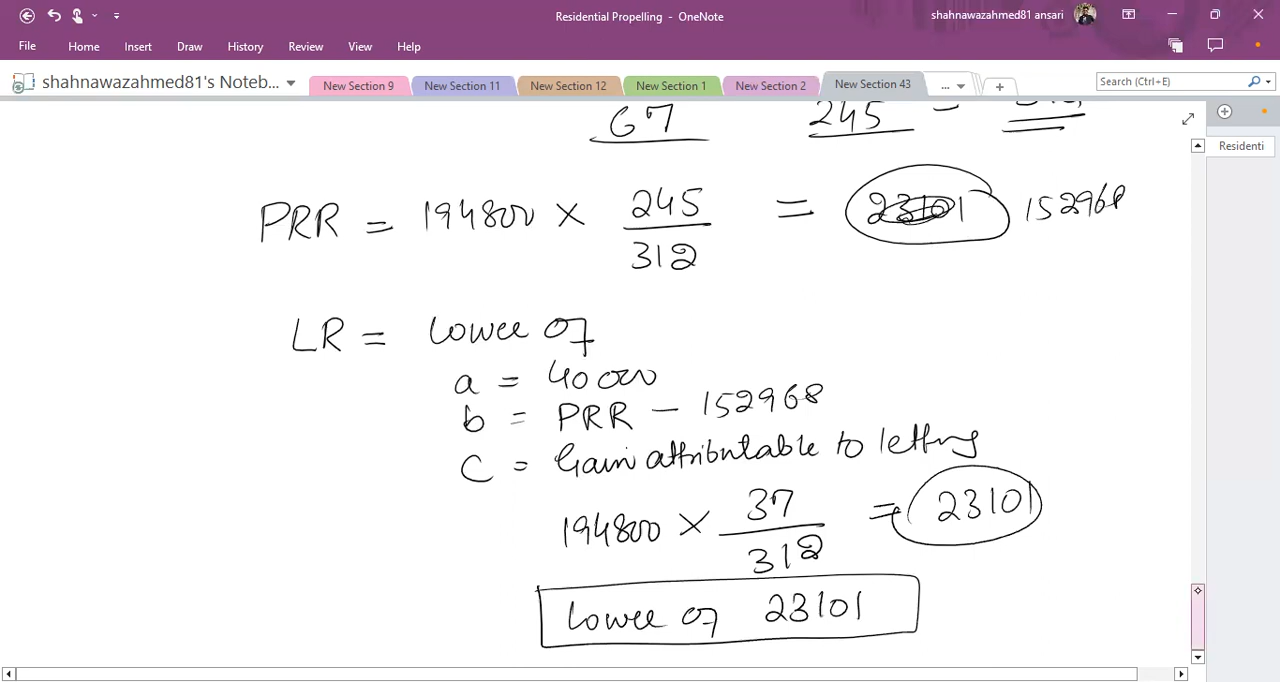 Residential Propelling - OneNote
shahnawazahmed81 ansari
File Home Insert Draw History Review View Help
shahnawazahmed81's Noteb... New Section 9 New Section 11 New Section 12 New Section 1 New Section 2 New Section 43 ... + Search (Ctrl+E)
Residenti
67 245 =
PRR = 194800 × 245/312 = 23101 152968
LR = Lower of
a = 40000
b = PRR - 152968
C = Gain attributable to letting
194800 × 37/312 = 23101
Lower of 23101